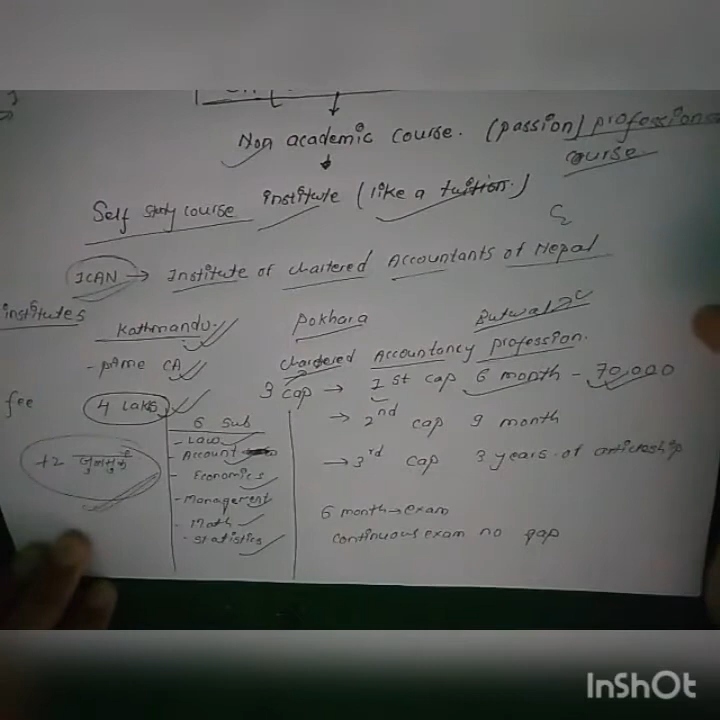 Non academic course. (passion) profession
course.
Self study course institute (like a tuition.)
ICAN → Institute of chartered Accountants of Nepal
institutes
Kathmandu. pokhara Butwal
- prime CA
chartered Accountancy profession.
3 cap → 1st cap 6 month - 70,000
fee
4 laks
→ 2nd cap 9 month
→ 3rd cap 3 years of articleship
6 sub
- Law
- Account
- Economics
- Management
- Math
- statistics
+2
6 month → exam
continuous exam no gap
InShOt